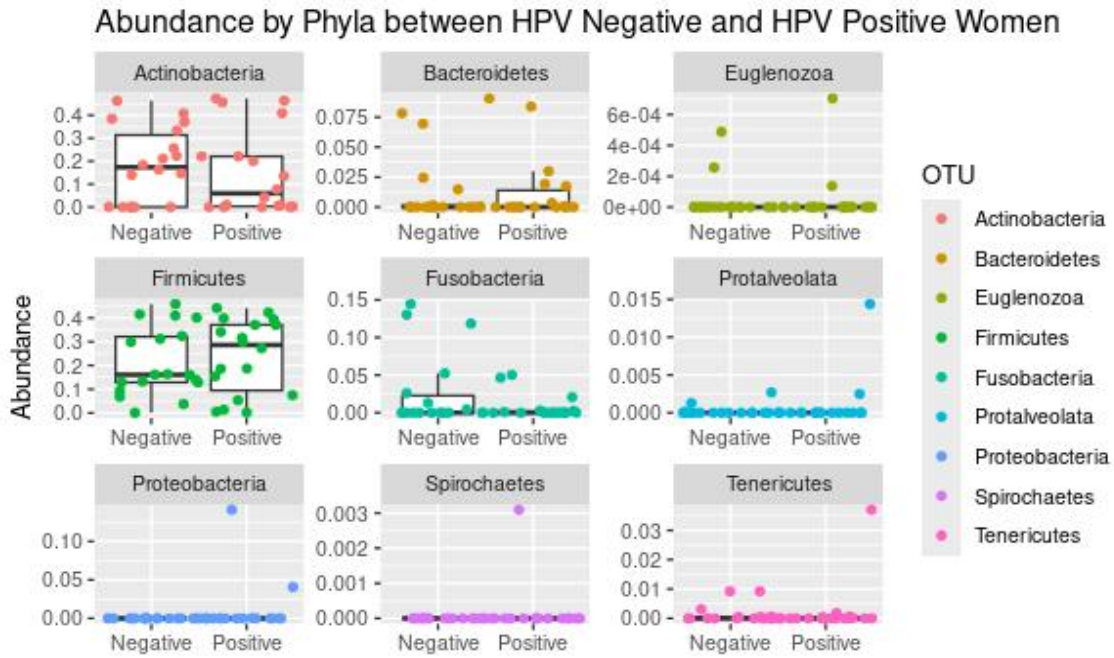 Abundance by Phyla between HPV Negative and HPV Positive Women
Actinobacteria
Bacteroidetes
Euglenozoa
0.4
0.3
0.2
0.1
0.0
0.075
0.050
0.025
0.000
6e-04
4e-04
2e-04
0e+00
Negative Positive
Negative Positive
Negative Positive
Firmicutes
Fusobacteria
Protalveolata
Abundance
0.4
0.3
0.2
0.1
0.0
0.15
0.10
0.05
0.00
0.015
0.010
0.005
0.000
Negative Positive
Negative Positive
Negative Positive
Proteobacteria
Spirochaetes
Tenericutes
0.10
0.05
0.00
0.003
0.002
0.001
0.000
0.03
0.02
0.01
0.00
Negative Positive
Negative Positive
Negative Positive
OTU
Actinobacteria
Bacteroidetes
Euglenozoa
Firmicutes
Fusobacteria
Protalveolata
Proteobacteria
Spirochaetes
Tenericutes